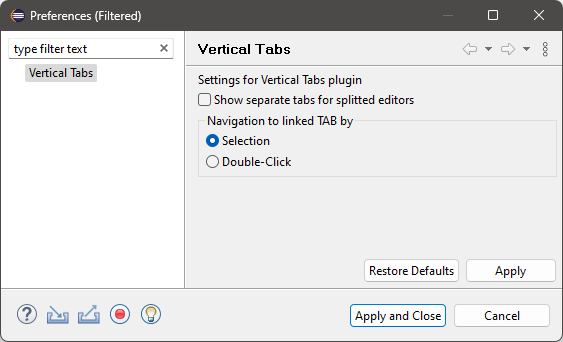 Preferences (Filtered)
type filter text
Vertical Tabs
Vertical Tabs
Settings for Vertical Tabs plugin
Show separate tabs for splitted editors
Navigation to linked TAB by
Selection
Double-Click
Restore Defaults
Apply
Apply and Close
Cancel